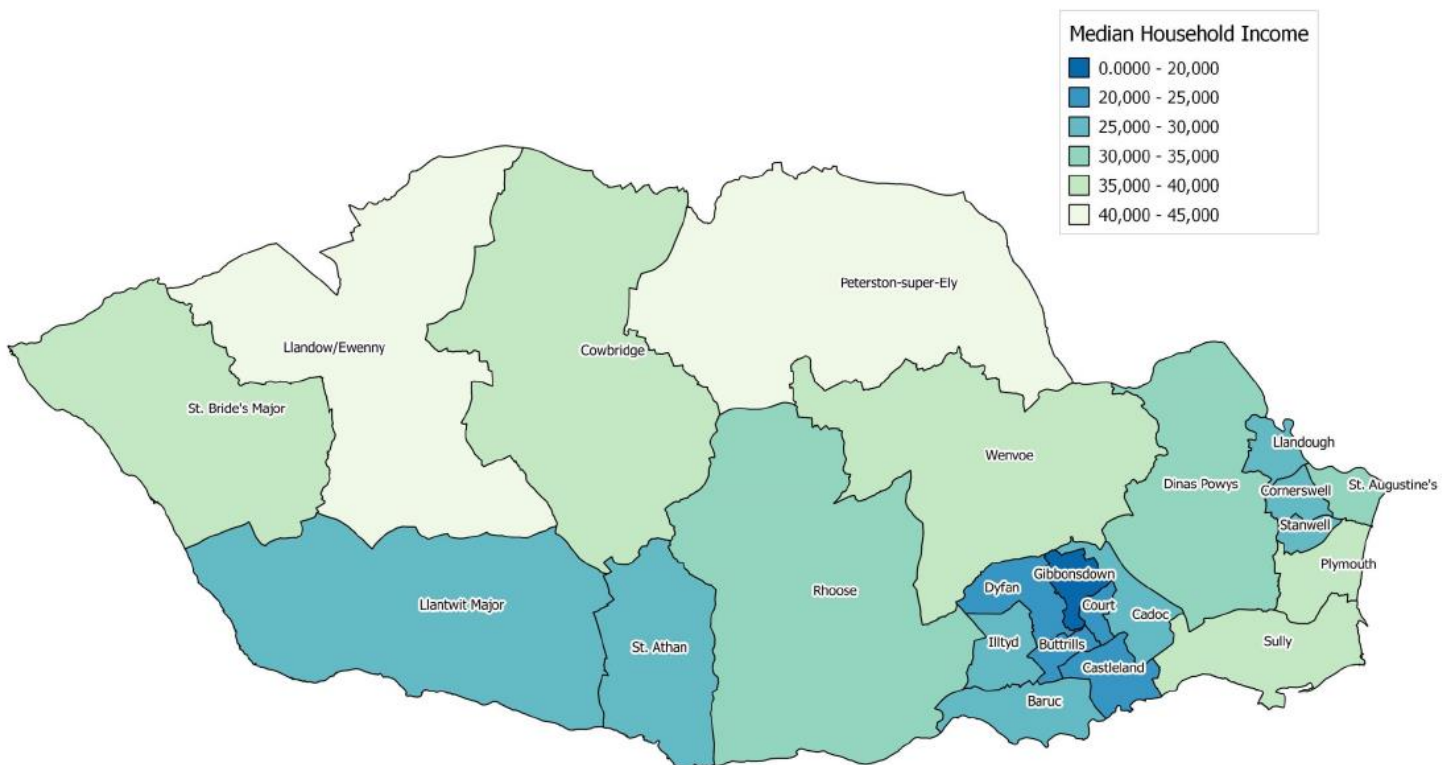 Median Household Income
0.0000 - 20,000
20,000 - 25,000
25,000 - 30,000
30,000 - 35,000
35,000 - 40,000
40,000 - 45,000
Peterston-super-Ely
Llandow/Ewenny
Cowbridge
St. Bride's Major
Wenvoe
Llandough
Dinas Powys
Cornerswell
St. Augustine's
Stanwell
Plymouth
Gibbonsdown
Dyfan
Rhoose
Llantwit Major
Court
Cadoc
Illtyd
Buttrills
Sully
St. Athan
Castleland
Baruc